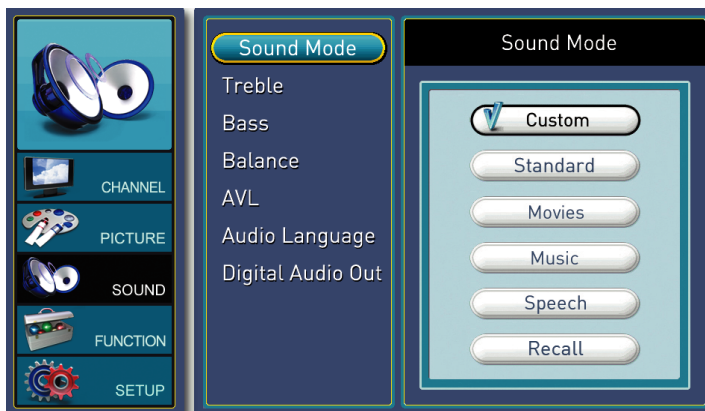 CHANNEL
PICTURE
SOUND
FUNCTION
SETUP
Sound Mode
Treble
Bass
Balance
AVL
Audio Language
Digital Audio Out
Sound Mode
Custom
Standard
Movies
Music
Speech
Recall